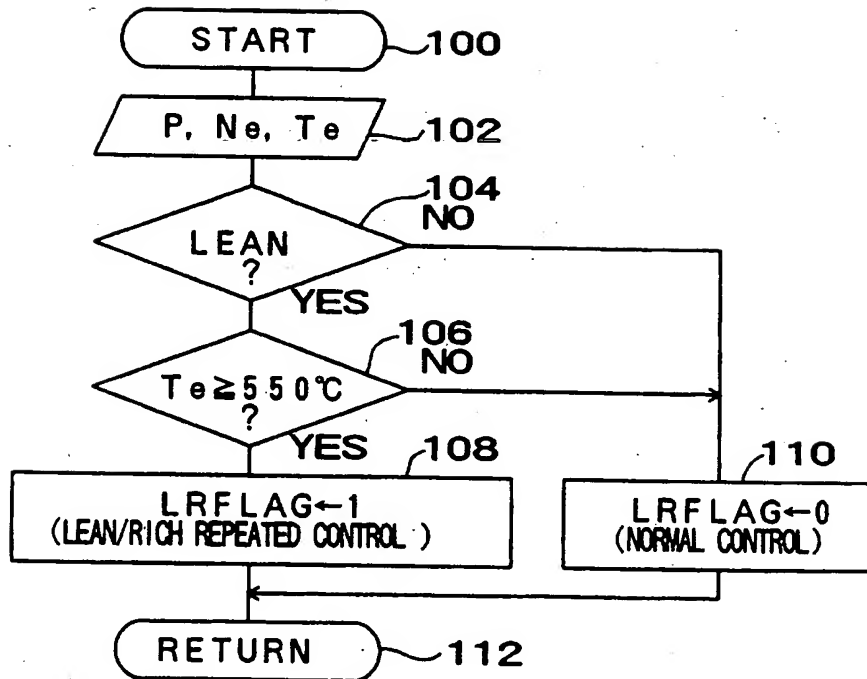 START
100
P, Ne, Te
102
104
NO
LEAN
?
YES
106
NO
Te≧550℃
?
YES
108
LRFLAG←1
(LEAN/RICH REPEATED CONTROL )
110
LRFLAG←0
(NORMAL CONTROL)
RETURN
112